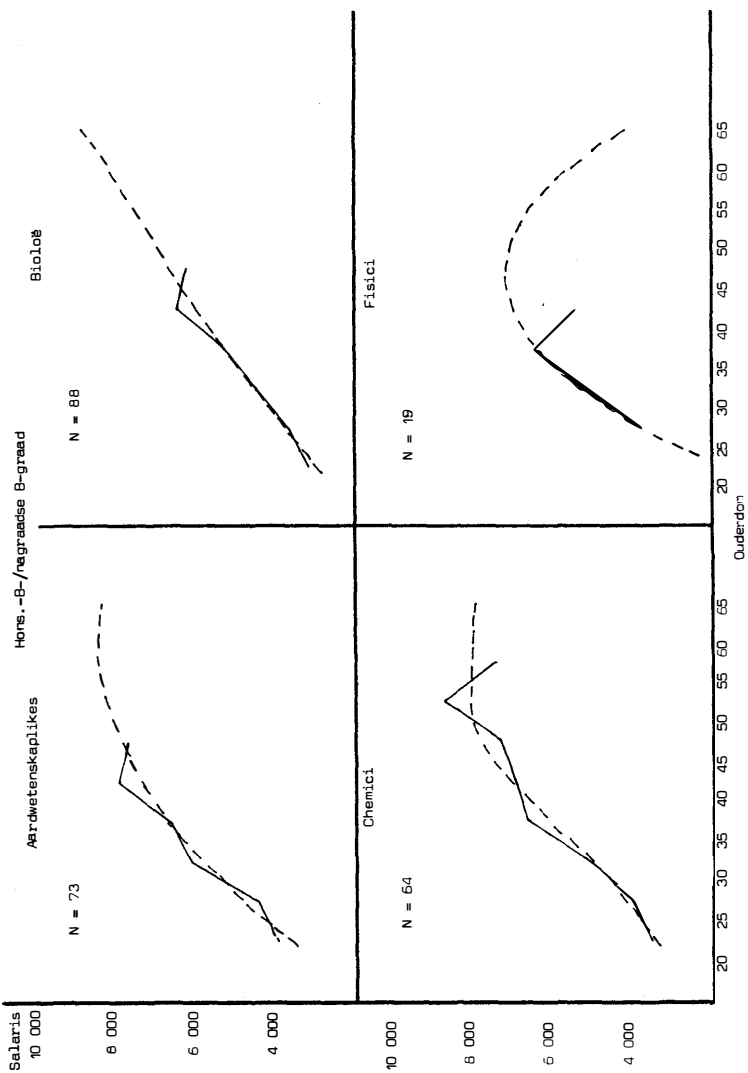 Hons.-B-/nagraadse B-graad
Salaris
Aardwetenskaplikes
Bioloë
10 000
8 000
6 000
4 000
N = 73
N = 88
Chemici
Fisici
10 000
8 000
6 000
4 000
N = 64
N = 19
20 25 30 35 40 45 50 55 60 65
20 25 30 35 40 45 50 55 60 65
Ouderdom